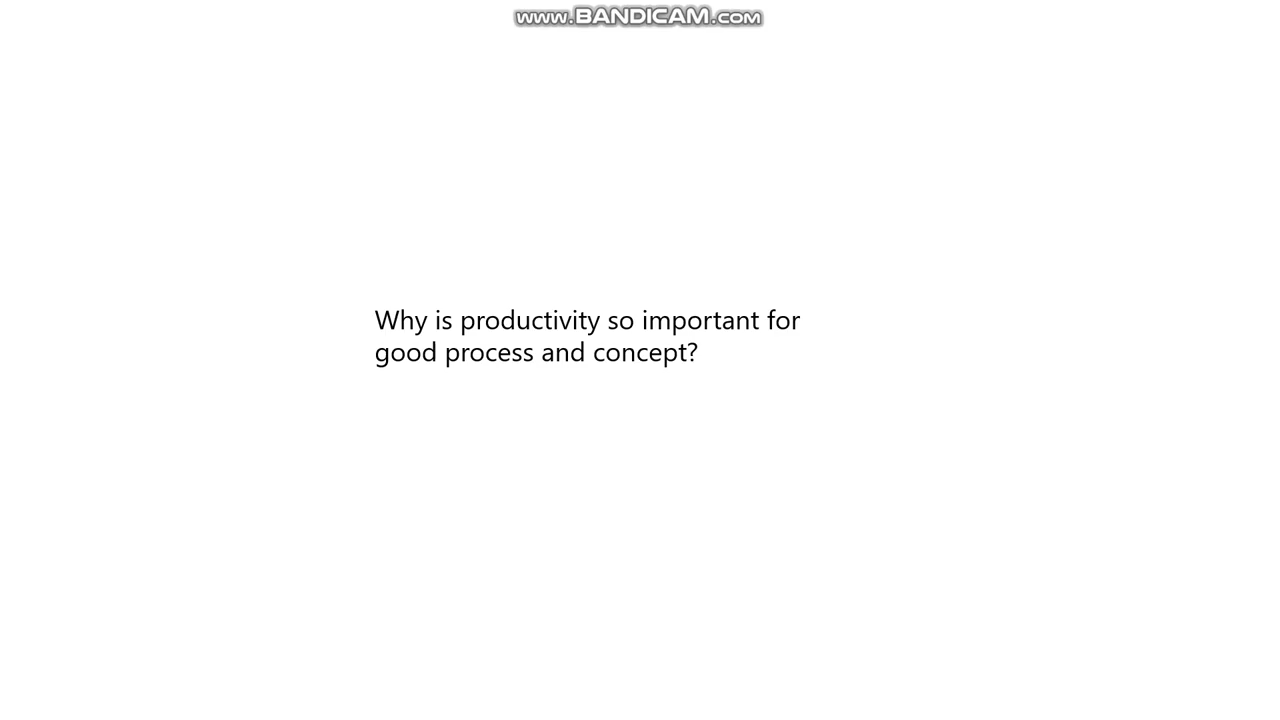 www.BANDICAM.com
Why is productivity so important for
good process and concept?